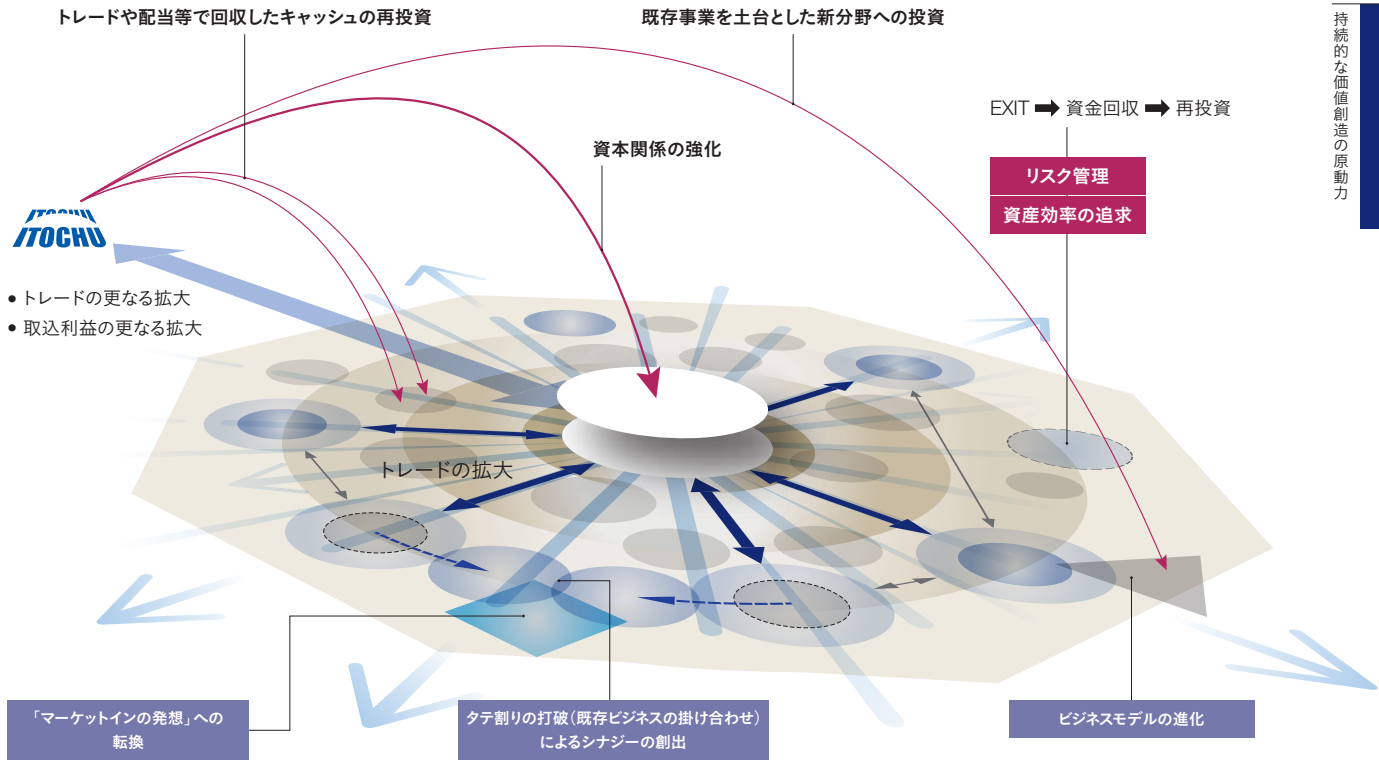 トレードや配当等で回収したキャッシュの再投資
既存事業を土台とした新分野への投資
持続的な価値創造の原動力
EXIT ➡ 資金回収 ➡ 再投資
資本関係の強化
リスク管理
資産効率の追求
ITOCHU
ITOCHU
● トレードの更なる拡大
● 取込利益の更なる拡大
トレードの拡大
「マーケットインの発想」への
転換
タテ割りの打破（既存ビジネスの掛け合わせ）
によるシナジーの創出
ビジネスモデルの進化